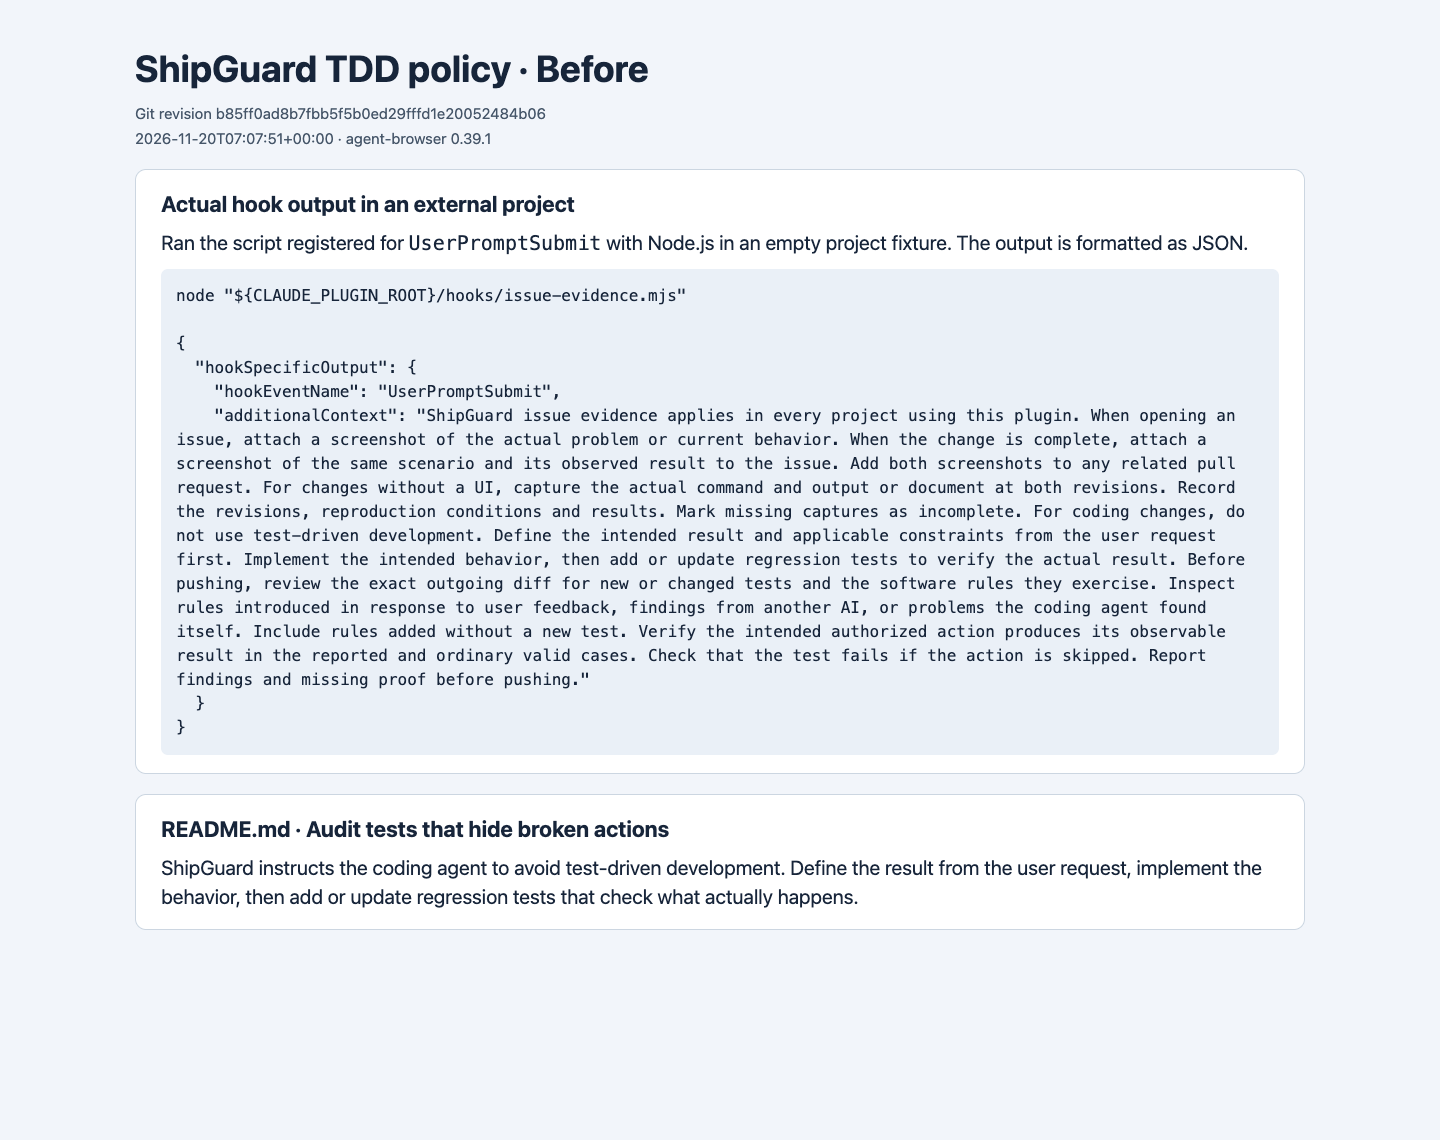 ShipGuard TDD policy · Before
Git revision b85ff0ad8b7fbb5f5b0ed29fffd1e20052484b06
2026-11-20T07:07:51+00:00 · agent-browser 0.39.1
Actual hook output in an external project
Ran the script registered for UserPromptSubmit with Node.js in an empty project fixture. The output is formatted as JSON.
node "${CLAUDE_PLUGIN_ROOT}/hooks/issue-evidence.mjs"
{
  "hookSpecificOutput": {
    "hookEventName": "UserPromptSubmit",
    "additionalContext": "ShipGuard issue evidence applies in every project using this plugin. When opening an
issue, attach a screenshot of the actual problem or current behavior. When the change is complete, attach a
screenshot of the same scenario and its observed result to the issue. Add both screenshots to any related pull
request. For changes without a UI, capture the actual command and output or document at both revisions. Record
the revisions, reproduction conditions and results. Mark missing captures as incomplete. For coding changes, do
not use test-driven development. Define the intended result and applicable constraints from the user request
first. Implement the intended behavior, then add or update regression tests to verify the actual result. Before
pushing, review the exact outgoing diff for new or changed tests and the software rules they exercise. Inspect
rules introduced in response to user feedback, findings from another AI, or problems the coding agent found
itself. Include rules added without a new test. Verify the intended authorized action produces its observable
result in the reported and ordinary valid cases. Check that the test fails if the action is skipped. Report
findings and missing proof before pushing."
  }
}
README.md · Audit tests that hide broken actions
ShipGuard instructs the coding agent to avoid test-driven development. Define the result from the user request, implement the
behavior, then add or update regression tests that check what actually happens.